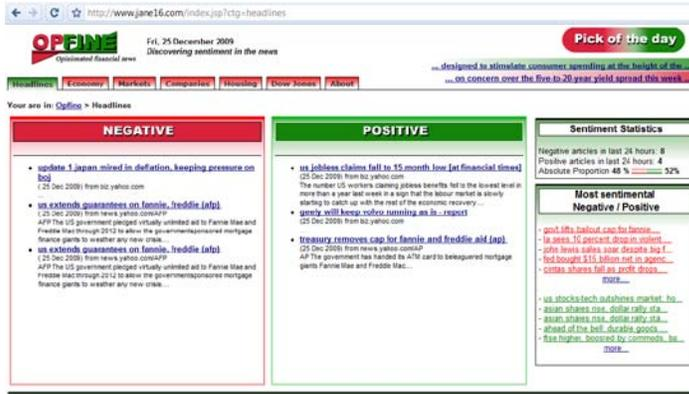 http://www.jane16.com/index.jsp?ctg=headlines
OPFINE
Opinionated financial news
Fri, 25 December 2009
Discovering sentiment in the news
Pick of the day
... designed to stimulate consumer spending at the height of the ...
... on concern over the five-to-20 year yield spread this week ...
Headlines Economy Markets Companies Housing Dow Jones About
Your are in: Opfine > Headlines
NEGATIVE
update 1 japan mired in deflation, keeping pressure on
boj
( 25 Dec 2009) from biz.yahoo.com
...
us extends guarantees on fannie, freddie (afp)
( 25 Dec 2009) from news.yahoo.com/AFP
AFP The US government pledged virtually unlimited aid to Fannie Mae and
Freddie Mac through 2012 to allow the governmentsponsored mortgage
finance giants to weather any new crisis...
us extends guarantees on fannie, freddie (afp)
( 25 Dec 2009) from news.yahoo.com/AFP
AFP The US government pledged virtually unlimited aid to Fannie Mae and
Freddie Mac through 2012 to allow the governmentsponsored mortgage
finance giants to weather any new crisis...
POSITIVE
us jobless claims fall to 15 month low [at financial times]
(25 Dec 2009) from biz.yahoo.com
The number US workers claiming jobless benefits fell to the lowest level in
more than a year last week in a sign that the labour market is slowly
starting to catch up with the rest of the economic recovery...
geely will keep volvo running as is - report
(25 Dec 2009) from biz.yahoo.com
treasury removes cap for fannie and freddie aid (ap)
(25 Dec 2009) from news.yahoo.com/AP
AP The government has handed its ATM card to beleaguered mortgage
giants Fannie Mae and Freddie Mac...
Sentiment Statistics
Negative articles in last 24 hours: 8
Positive articles in last 24 hours: 4
Absolute Proportion 48 % 52%
Most sentimental
Negative / Positive
- govt lifts bailout cap for fannie....
- la sees 10 percent drop in violent ...
- john lewis sales soar despite big f...
- fed bought $15 billion net in agenc...
- cintas shares fall as profit drops....
more...
- us stocks-tech outshines market, ho...
- asian shares rise, dollar rally sta...
- asian shares rise, dollar rally sta...
- ahead of the bell: durable goods ...
- ftse higher, boosted by commods, ba...
more...